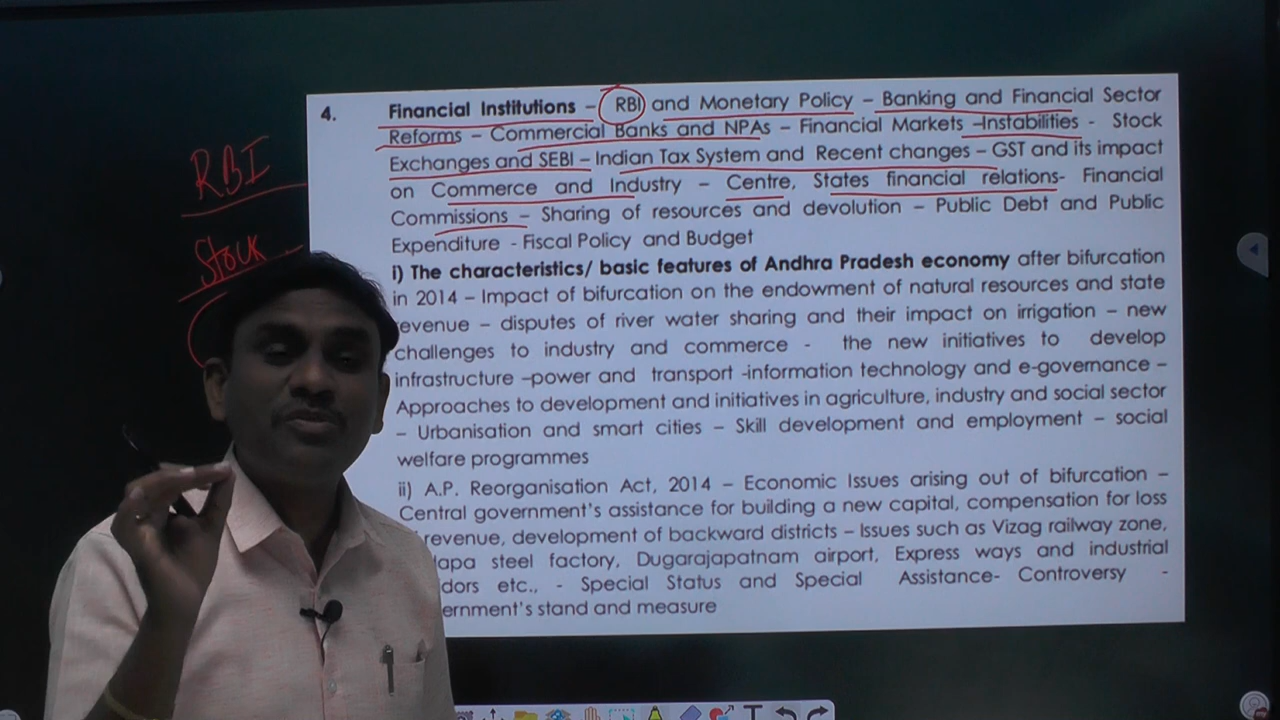 RBI
Stock
4. Financial Institutions – RBI and Monetary Policy – Banking and Financial Sector
Reforms – Commercial Banks and NPAs – Financial Markets –Instabilities - Stock
Exchanges and SEBI – Indian Tax System and Recent changes – GST and its impact
on Commerce and Industry – Centre, States financial relations- Financial
Commissions – Sharing of resources and devolution – Public Debt and Public
Expenditure - Fiscal Policy and Budget
i) The characteristics/ basic features of Andhra Pradesh economy after bifurcation
in 2014 – Impact of bifurcation on the endowment of natural resources and state
evenue – disputes of river water sharing and their impact on irrigation – new
challenges to industry and commerce - the new initiatives to develop
infrastructure –power and transport -information technology and e-governance –
Approaches to development and initiatives in agriculture, industry and social sector
– Urbanisation and smart cities – Skill development and employment – social
welfare programmes
ii) A.P. Reorganisation Act, 2014 – Economic Issues arising out of bifurcation –
Central government's assistance for building a new capital, compensation for loss
revenue, development of backward districts – Issues such as Vizag railway zone,
apa steel factory, Dugarajapatnam airport, Express ways and industrial
dors etc., - Special Status and Special Assistance- Controversy -
ernment's stand and measure